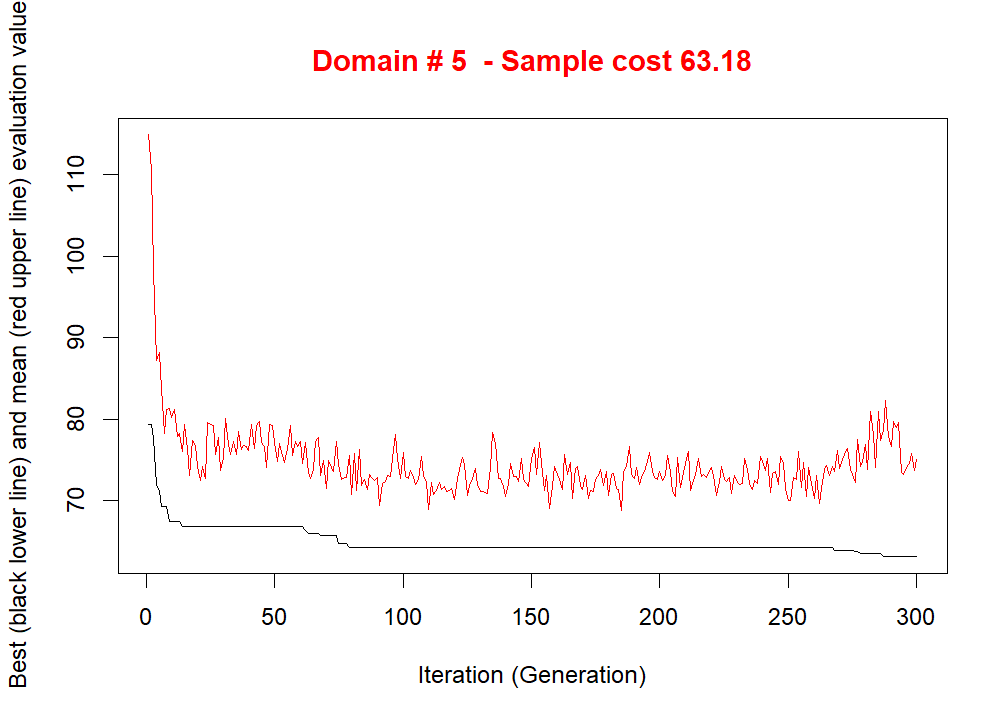 Domain # 5  - Sample cost 63.18
Best (black lower line) and mean (red upper line) evaluation value
110
100
90
80
70
0 50 100 150 200 250 300
Iteration (Generation)